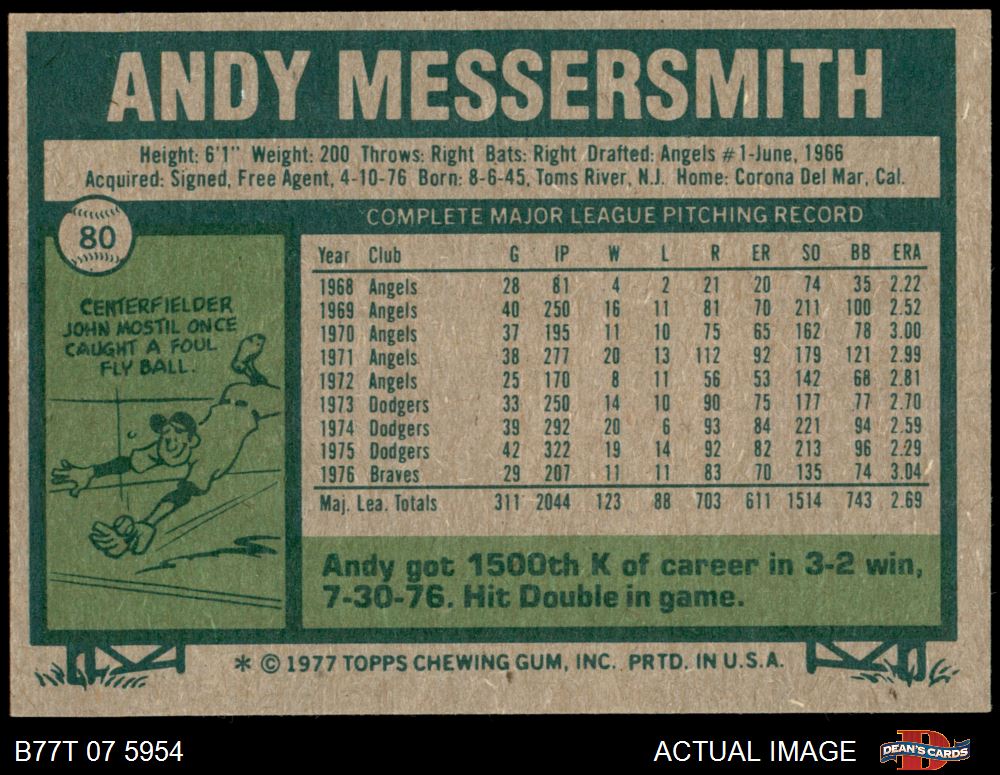 ANDY MESSERSMITH
Height: 6'1" Weight: 200 Throws: Right Bats: Right Drafted: Angels #1-June, 1966
Acquired: Signed, Free Agent, 4-10-76 Born: 8-6-45, Toms River, N.J. Home: Corona Del Mar, Cal.
80
CENTERFIELDER
JOHN MOSTIL ONCE
CAUGHT A FOUL
FLY BALL.
COMPLETE MAJOR LEAGUE PITCHING RECORD
Year Club G IP W L R ER SO BB ERA
1968 Angels 28 81 4 2 21 20 74 35 2.22
1969 Angels 40 250 16 11 81 70 211 100 2.52
1970 Angels 37 195 11 10 75 65 162 78 3.00
1971 Angels 38 277 20 13 112 92 179 121 2.99
1972 Angels 25 170 8 11 56 53 142 68 2.81
1973 Dodgers 33 250 14 10 90 75 177 77 2.70
1974 Dodgers 39 292 20 6 93 84 221 94 2.59
1975 Dodgers 42 322 19 14 92 82 213 96 2.29
1976 Braves 29 207 11 11 83 70 135 74 3.04
Maj. Lea. Totals 311 2044 123 88 703 611 1514 743 2.69
Andy got 1500th K of career in 3-2 win,
7-30-76. Hit Double in game.
* © 1977 TOPPS CHEWING GUM, INC. PRTD. IN U.S.A.
B77T 07 5954
ACTUAL IMAGE
DEAN'S CARDS